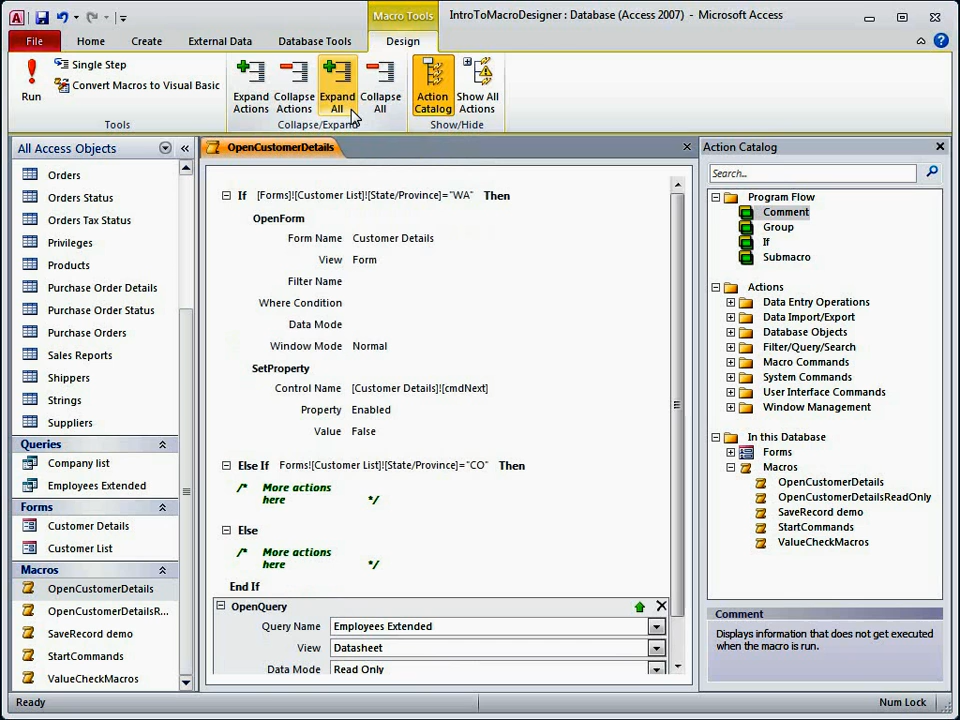 Macro Tools
IntroToMacroDesigner : Database (Access 2007) - Microsoft Access
File Home Create External Data Database Tools Design
Run
Single Step
Convert Macros to Visual Basic
Tools
Expand Actions
Collapse Actions
Expand All
Collapse All
Collapse/Expand
Action Catalog
Show All Actions
Show/Hide
All Access Objects
Orders
Orders Status
Orders Tax Status
Privileges
Products
Purchase Order Details
Purchase Order Status
Purchase Orders
Sales Reports
Shippers
Strings
Suppliers
Queries
Company list
Employees Extended
Forms
Customer Details
Customer List
Macros
OpenCustomerDetails
OpenCustomerDetailsR...
SaveRecord demo
StartCommands
ValueCheckMacros
OpenCustomerDetails
If [Forms]![Customer List]![State/Province]="WA" Then
OpenForm
Form Name Customer Details
View Form
Filter Name
Where Condition
Data Mode
Window Mode Normal
SetProperty
Control Name [Customer Details]![cmdNext]
Property Enabled
Value False
Else If Forms![Customer List]![State/Province]="CO" Then
/* More actions
here */
Else
/* More actions
here */
End If
OpenQuery
Query Name Employees Extended
View Datasheet
Data Mode Read Only
Action Catalog
Search...
Program Flow
Comment
Group
If
Submacro
Actions
Data Entry Operations
Data Import/Export
Database Objects
Filter/Query/Search
Macro Commands
System Commands
User Interface Commands
Window Management
In this Database
Forms
Macros
OpenCustomerDetails
OpenCustomerDetailsReadOnly
SaveRecord demo
StartCommands
ValueCheckMacros
Comment
Displays information that does not get executed
when the macro is run.
Ready
Num Lock